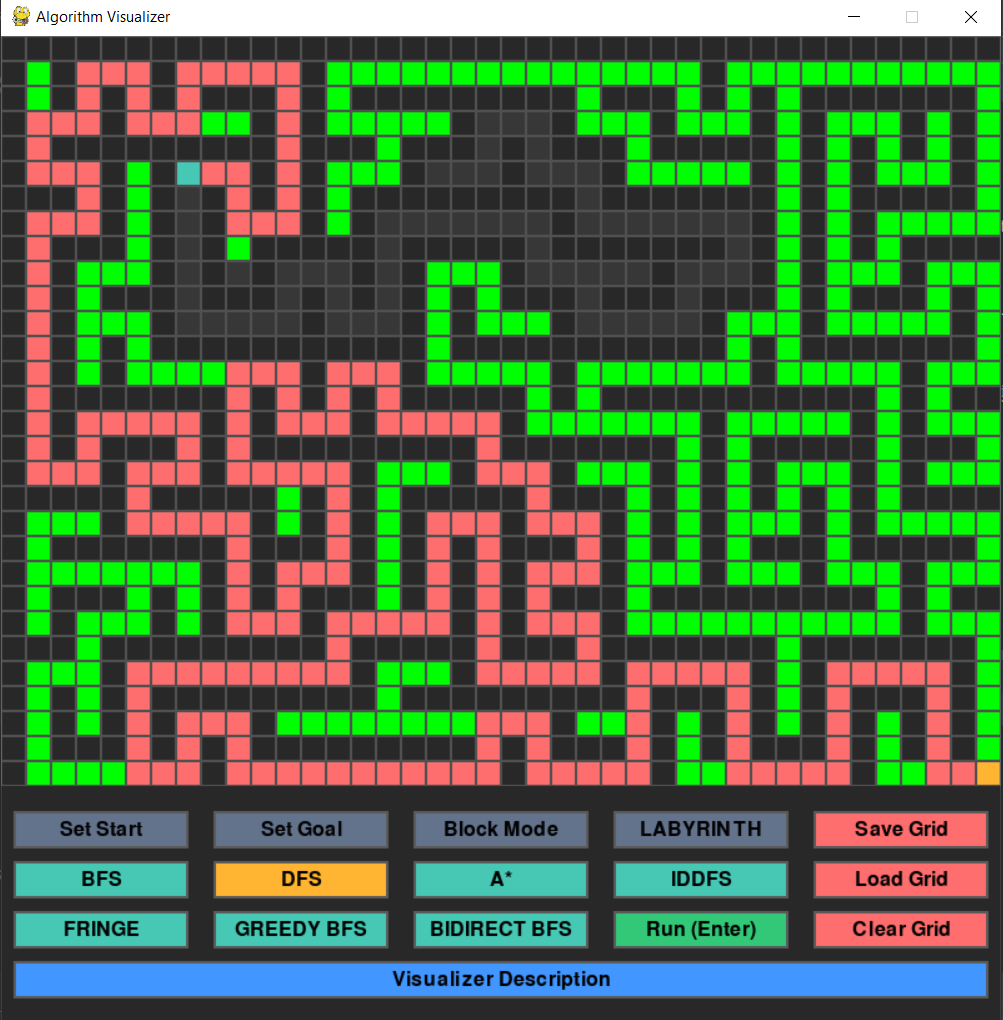 Algorithm Visualizer
Set Start
Set Goal
Block Mode
LABYRINTH
Save Grid
BFS
DFS
A*
IDDFS
Load Grid
FRINGE
GREEDY BFS
BIDIRECT BFS
Run (Enter)
Clear Grid
Visualizer Description